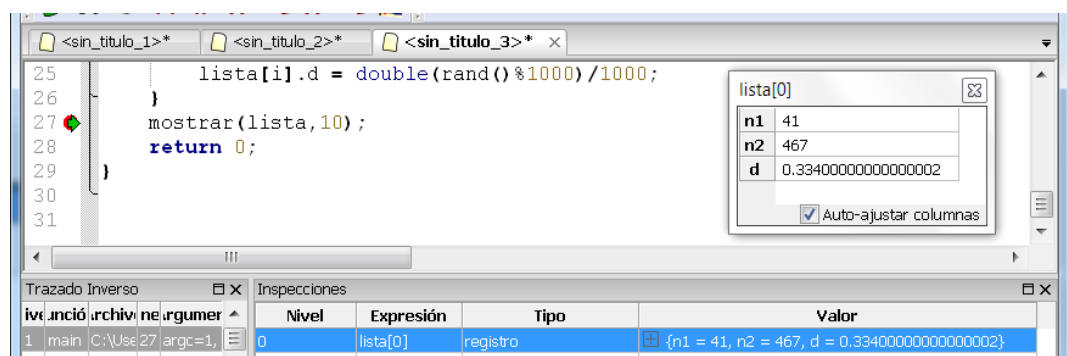 <sin_titulo_1>* <sin_titulo_2>* <sin_titulo_3>*
25 lista[i].d = double(rand()%1000)/1000;
26 }
27 mostrar(lista,10);
28 return 0;
29 }
30
31
lista[0]
n1 41
n2 467
d 0.33400000000000002
Auto-ajustar columnas
Trazado Inverso Inspecciones
Nivel Expresión Tipo Valor
1 main C:\Use 27 argc=1, 0 lista[0] registro {n1 = 41, n2 = 467, d = 0.33400000000000002}